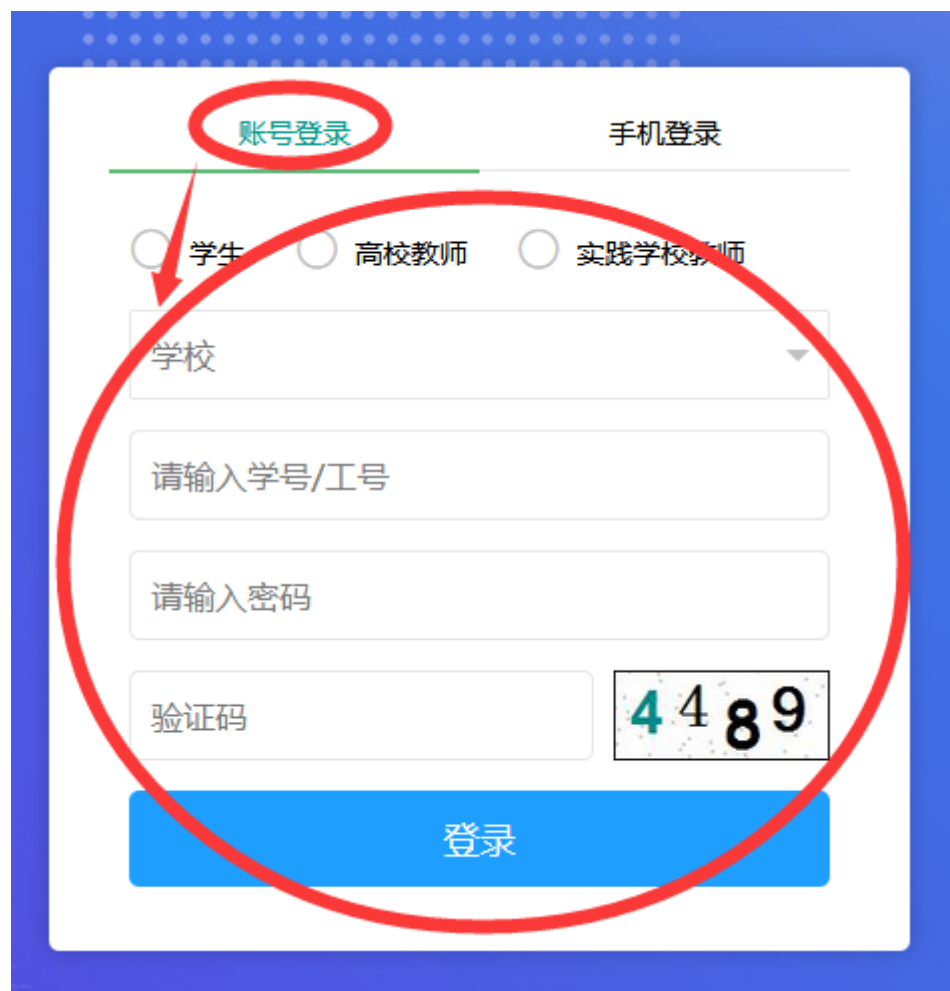 账号登录 手机登录
学生 高校教师 实践学校教师
学校
请输入学号/工号
请输入密码
验证码 4489
登录